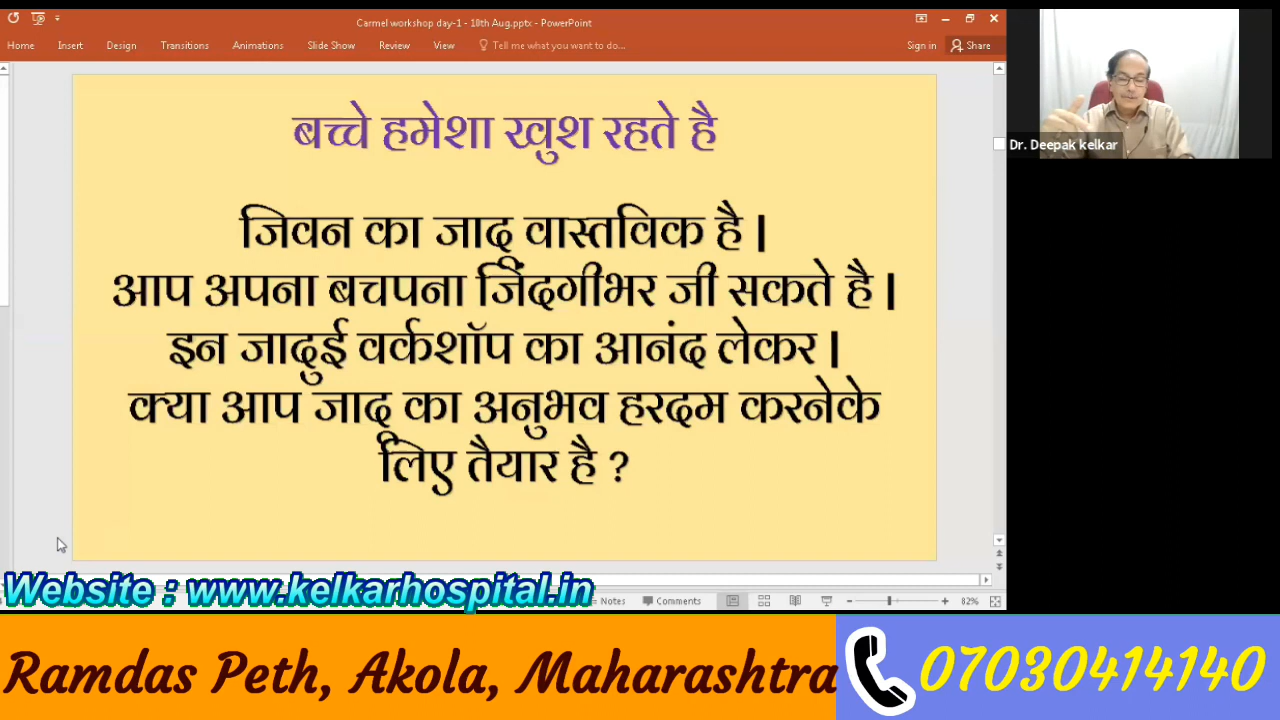 Carmel workshop day-1 - 10th Aug.pptx - PowerPoint
Home Insert Design Transitions Animations Slide Show Review View Tell me what you want to do... Sign in Share
बच्चे हमेशा खुश रहते है
जिवन का जादू वास्तविक है |
आप अपना बचपना जिंदगीभर जी सकते है |
इन जादुई वर्कशॉप का आनंद लेकर |
क्या आप जादू का अनुभव हरदम करनेके
लिए तैयार है ?
Dr. Deepak kelkar
Website : www.kelkarhospital.in
Notes Comments 82%
Ramdas Peth, Akola, Maharashtra
07030414140